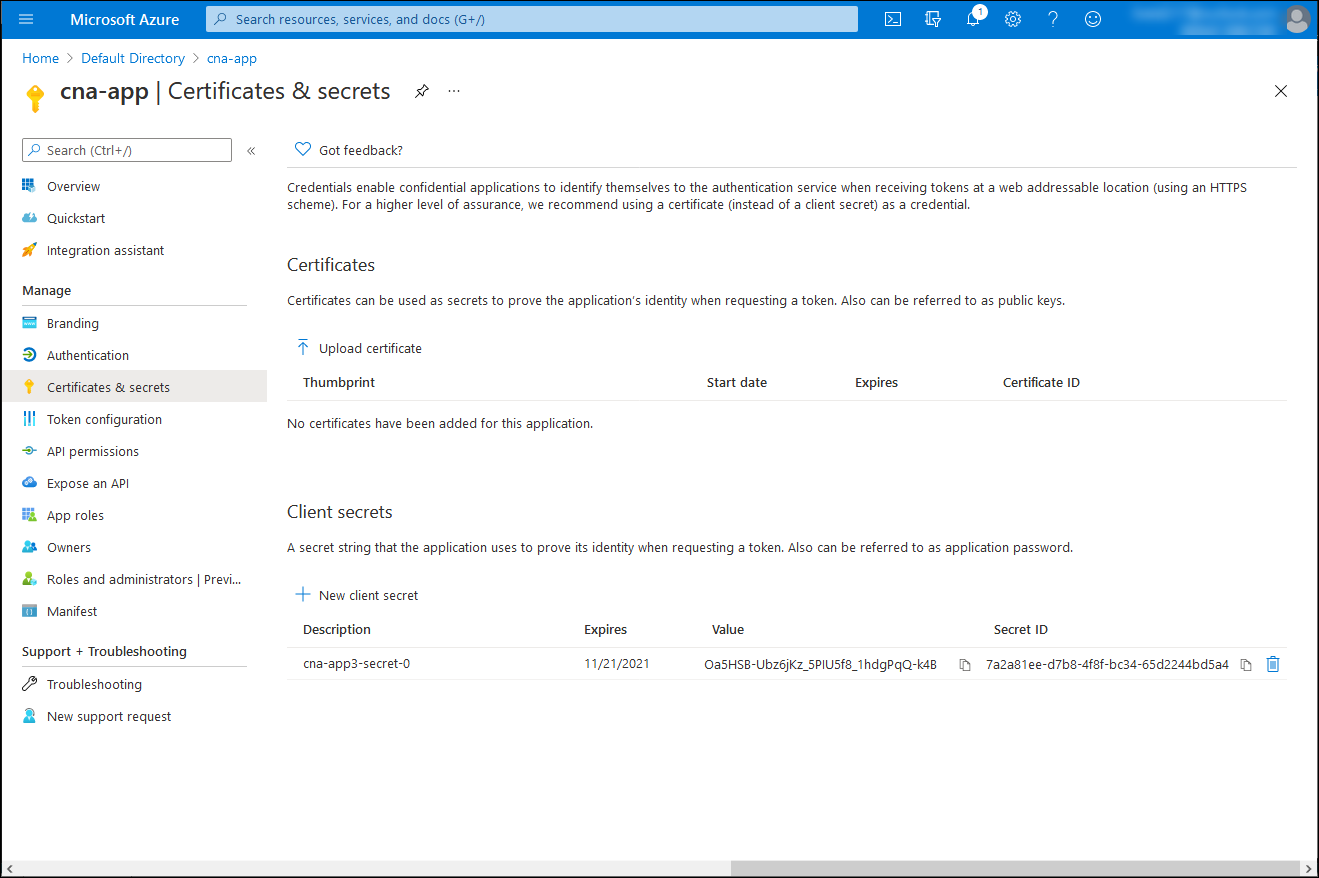 Microsoft Azure
Search resources, services, and docs (G+/)
1
Home > Default Directory > cna-app
cna-app | Certificates & secrets
Search (Ctrl+/)
«
Overview
Quickstart
Integration assistant
Manage
Branding
Authentication
Certificates & secrets
Token configuration
API permissions
Expose an API
App roles
Owners
Roles and administrators | Previ...
Manifest
Support + Troubleshooting
Troubleshooting
New support request
Got feedback?
Credentials enable confidential applications to identify themselves to the authentication service when receiving tokens at a web addressable location (using an HTTPS
scheme). For a higher level of assurance, we recommend using a certificate (instead of a client secret) as a credential.
Certificates
Certificates can be used as secrets to prove the application's identity when requesting a token. Also can be referred to as public keys.
Upload certificate
Thumbprint Start date Expires Certificate ID
No certificates have been added for this application.
Client secrets
A secret string that the application uses to prove its identity when requesting a token. Also can be referred to as application password.
New client secret
Description Expires Value Secret ID
cna-app3-secret-0 11/21/2021 Oa5HSB-Ubz6jKz_5PIU5f8_1hdgPqQ-k4B 7a2a81ee-d7b8-4f8f-bc34-65d2244bd5a4